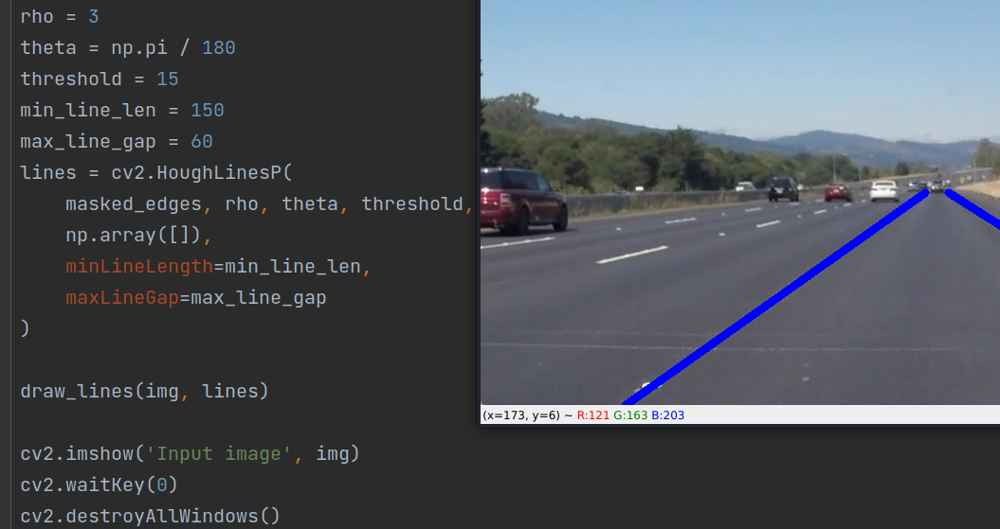 rho = 3
theta = np.pi / 180
threshold = 15
min_line_len = 150
max_line_gap = 60
lines = cv2.HoughLinesP(
    masked_edges, rho, theta, threshold,
    np.array([]),
    minLineLength=min_line_len,
    maxLineGap=max_line_gap
)
draw_lines(img, lines)
cv2.imshow('Input image', img)
cv2.waitKey(0)
cv2.destroyAllWindows()
(x=173, y=6) ~ R:121 G:163 B:203